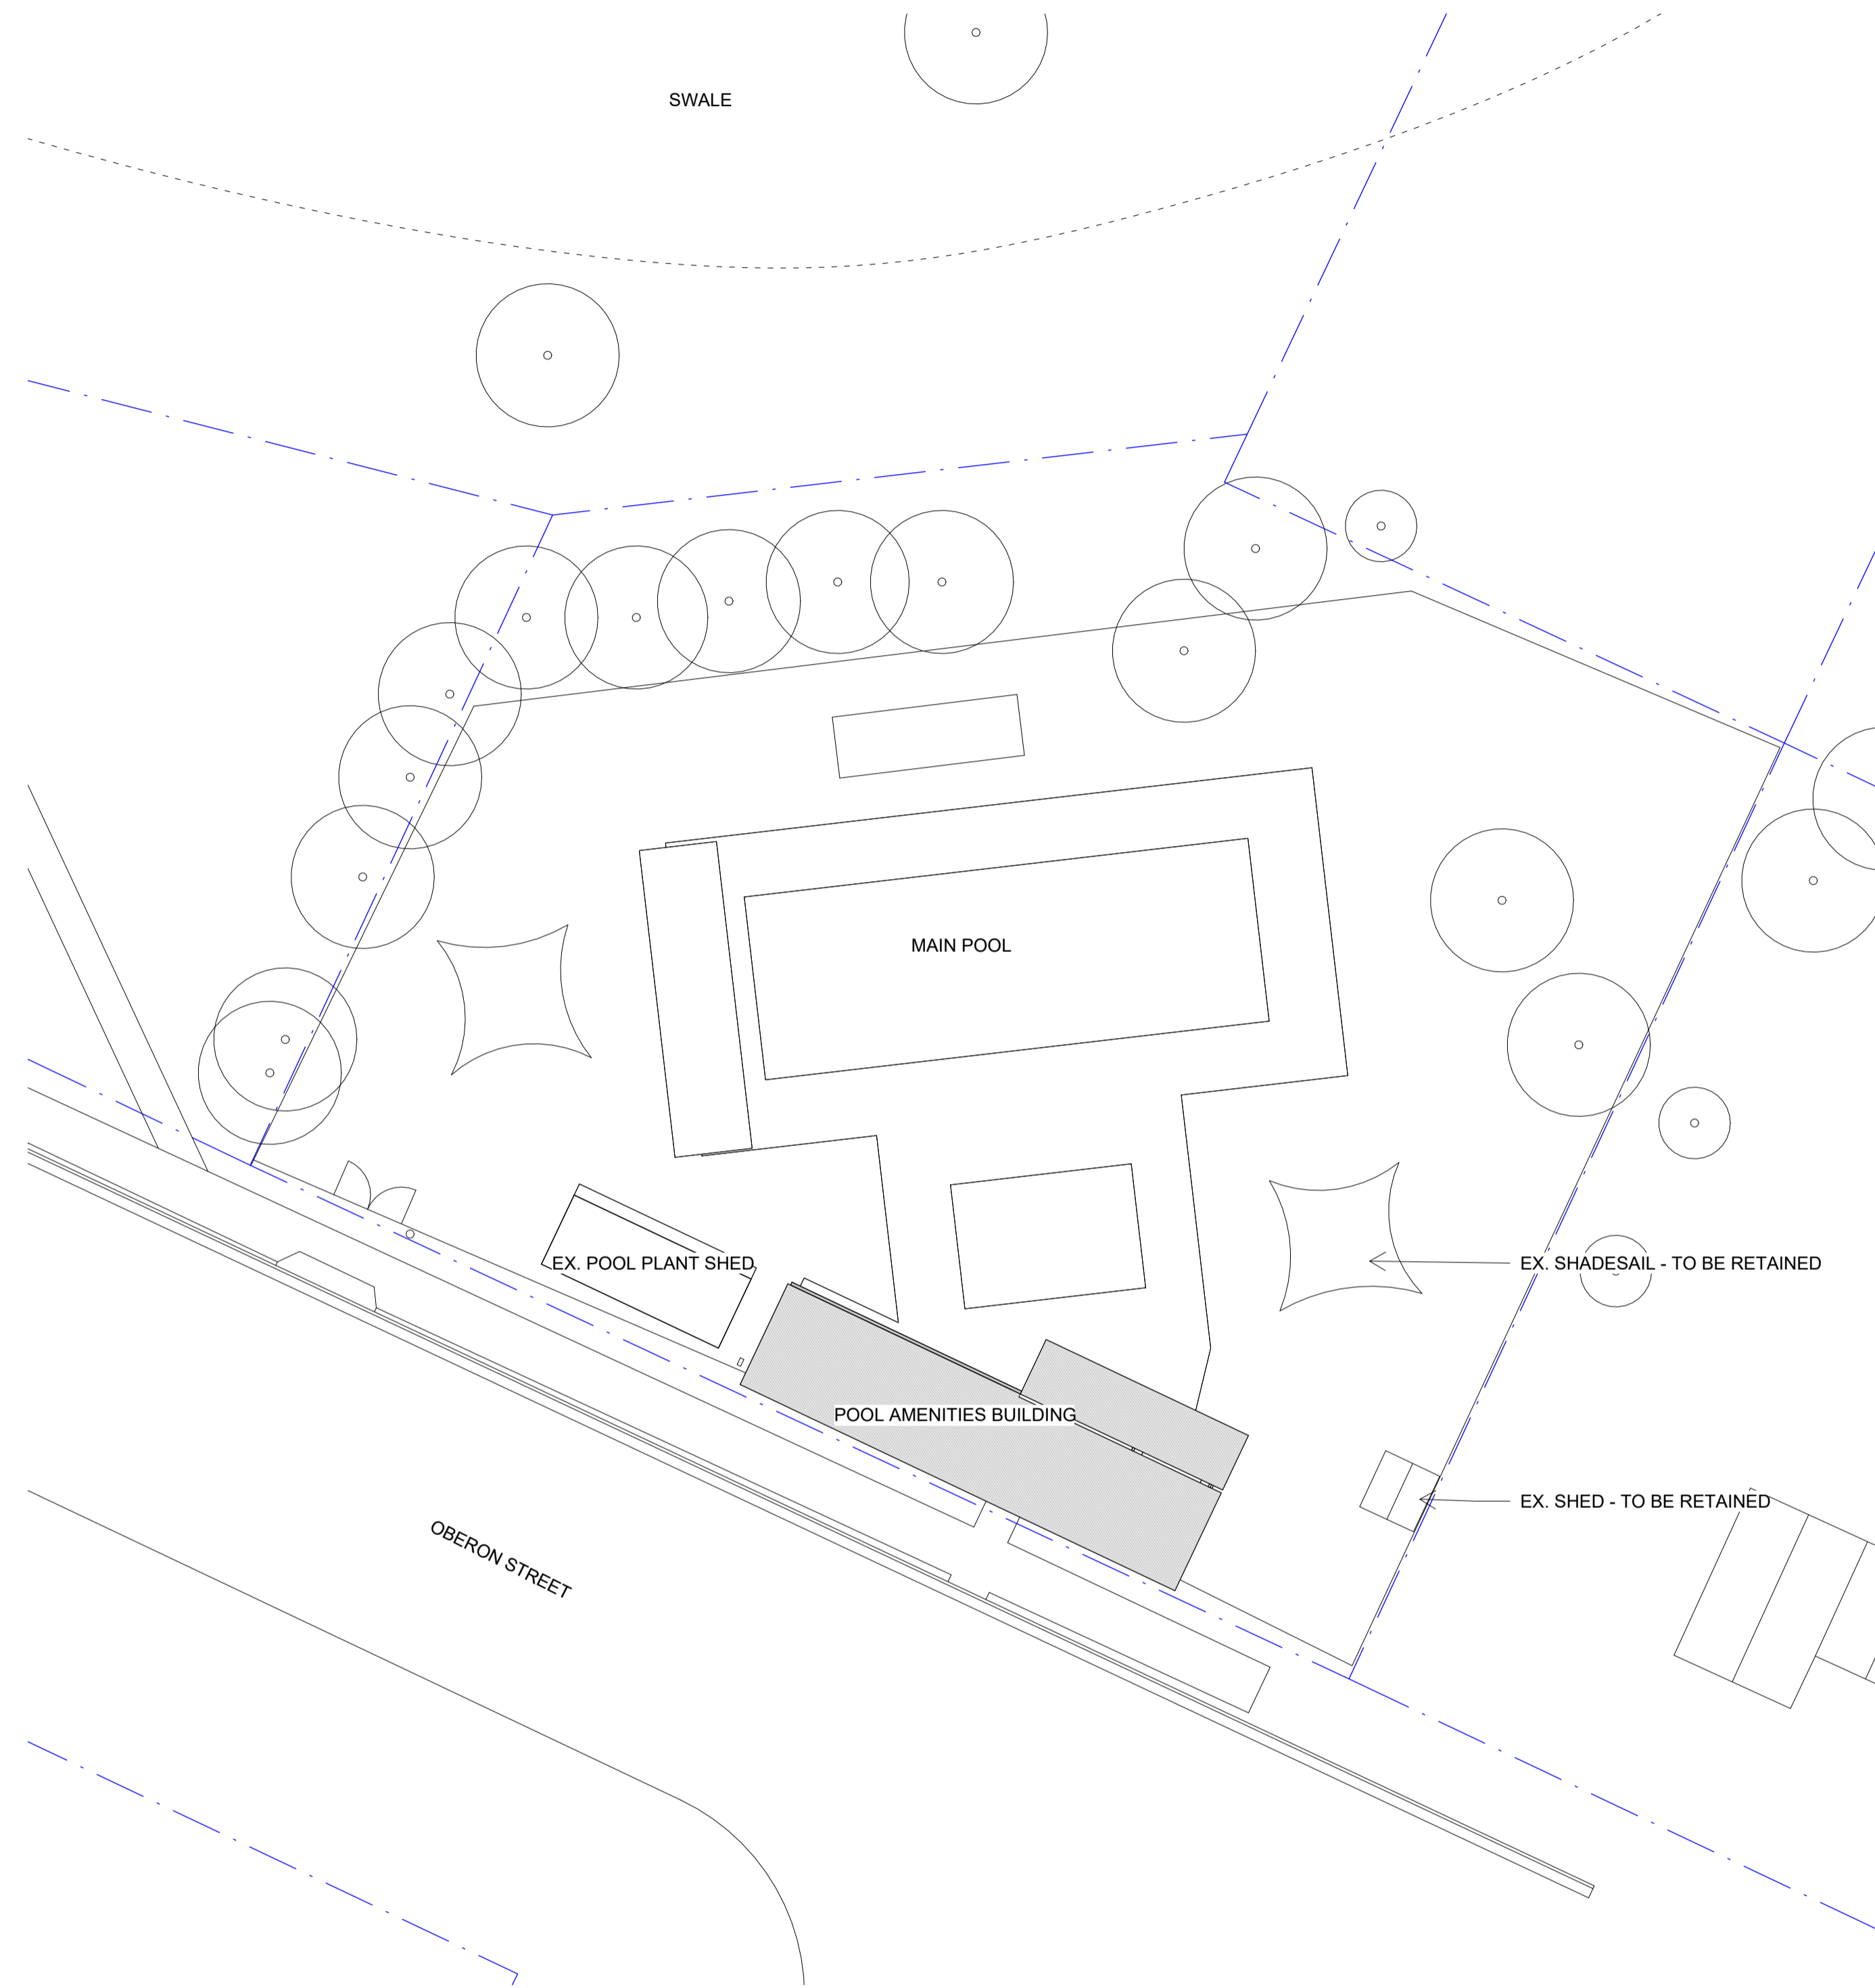 SWALE
MAIN POOL
EX. POOL PLANT SHED
EX. SHADESAIL - TO BE RETAINED
POOL AMENITIES BUILDING
EX. SHED - TO BE RETAINED
OBERON STREET